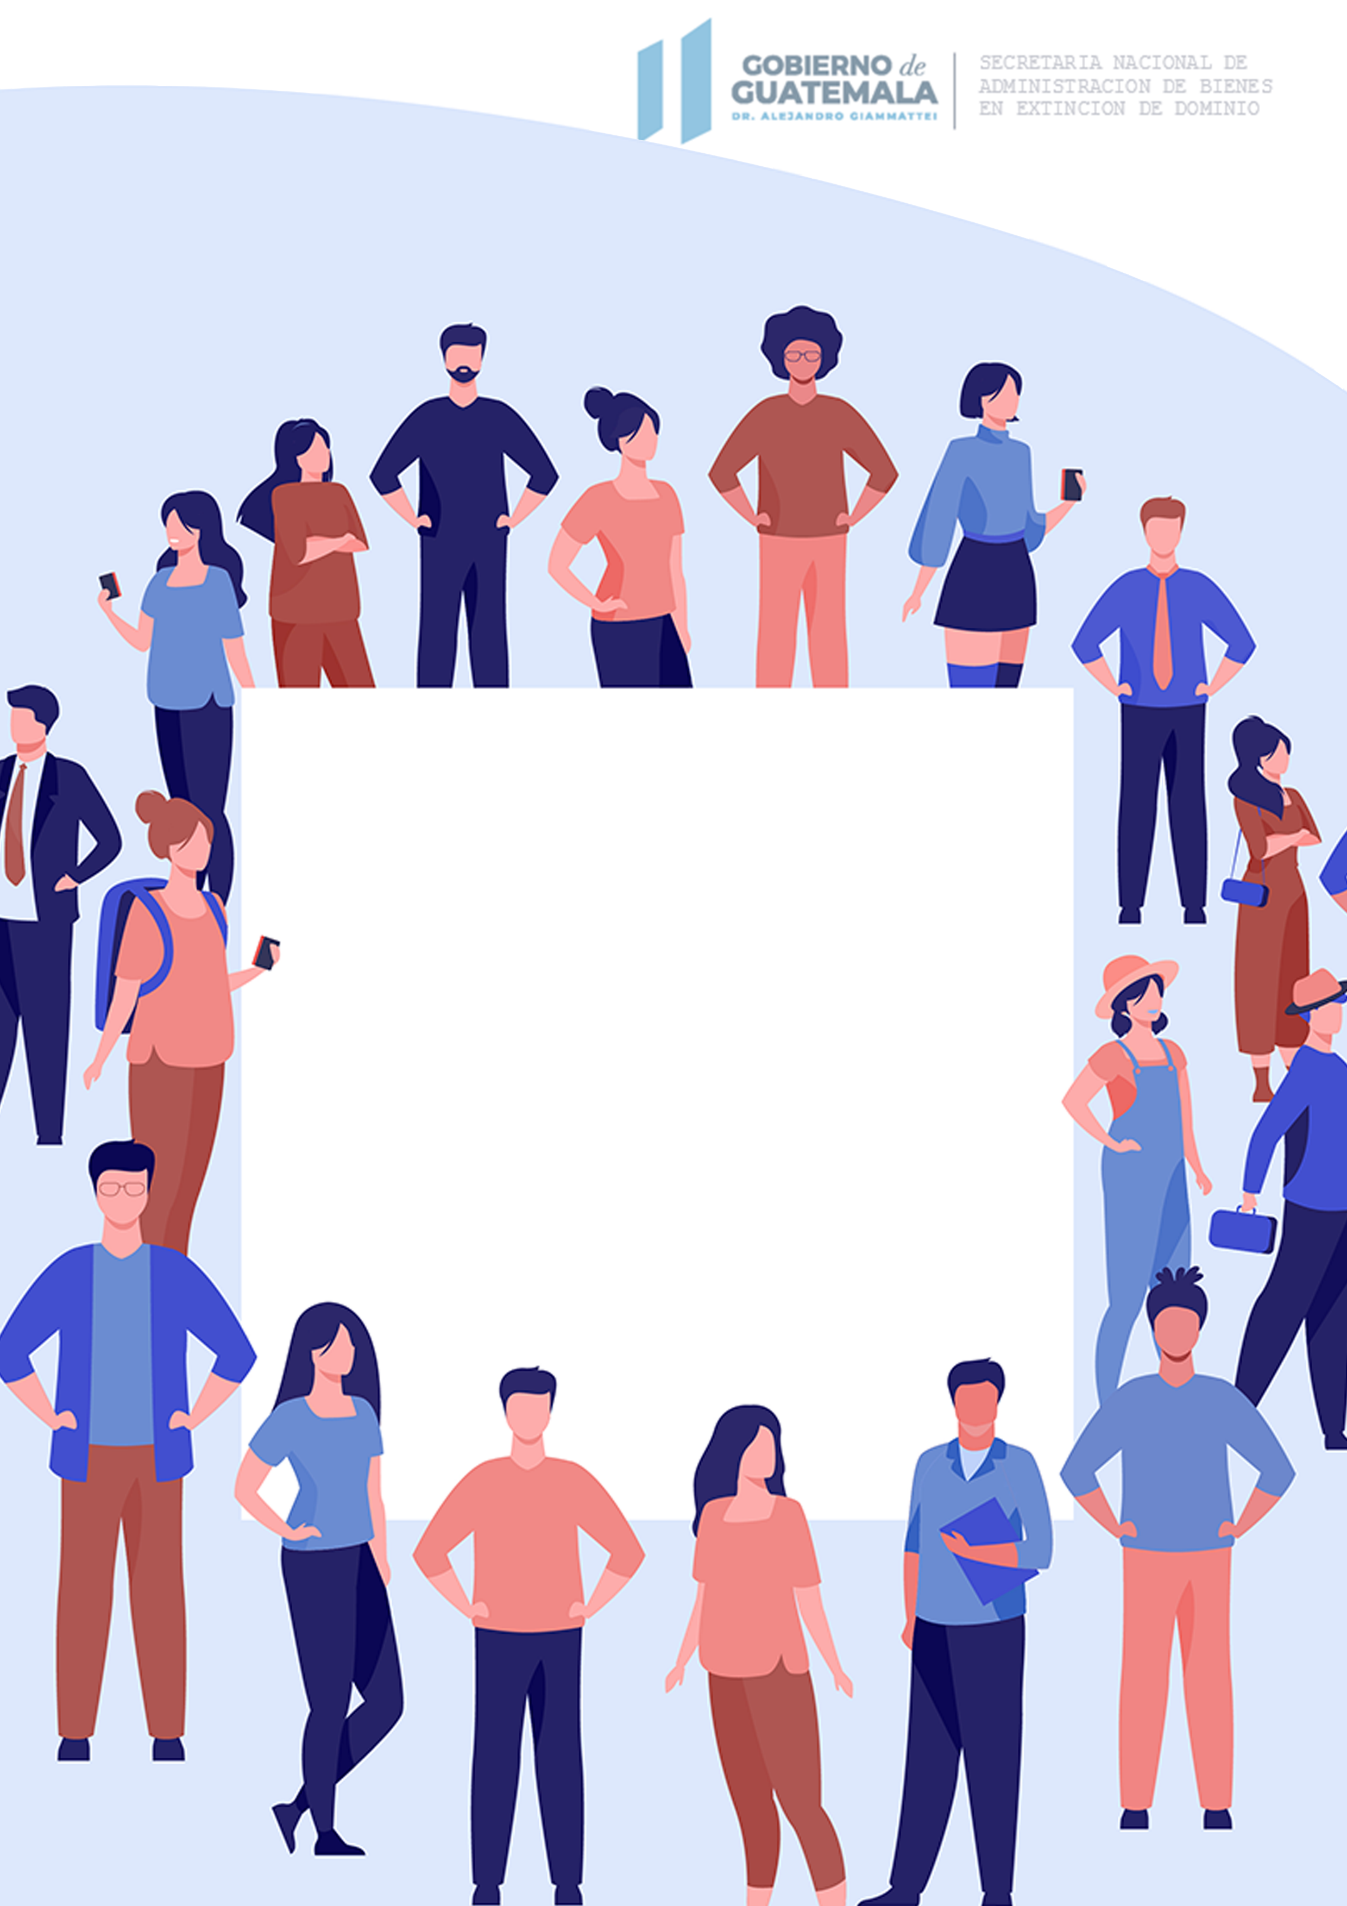 GOBIERNO de
GUATEMALA
DR. ALEJANDRO GIAMMATTEI
SECRETARIA NACIONAL DE
ADMINISTRACION DE BIENES
EN EXTINCION DE DOMINIO